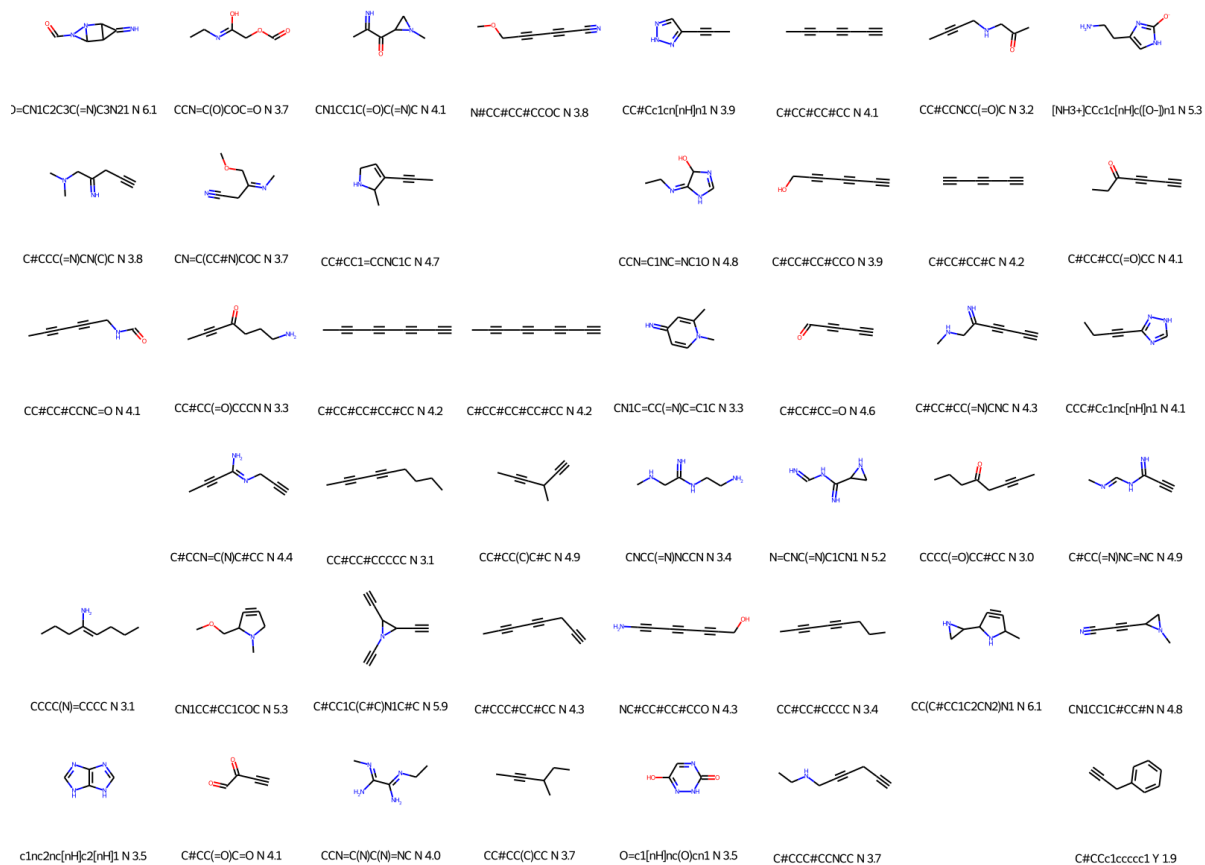 O=CN1C2C3C(=N)C3N21 N 6.1
CCN=C(O)COC=O N 3.7
CN1CC1C(=O)C(=N)C N 4.1
N#CC#CC#CCOC N 3.8
CC#Cc1cn[nH]n1 N 3.9
C#CC#CC#CC N 4.1
CC#CCNCC(=O)C N 3.2
[NH3+]CCc1c[nH]c([O-])n1 N 5.3
C#CCC(=N)CN(C)C N 3.8
CN=C(CC#N)COC N 3.7
CC#CC1=CCNC1C N 4.7
CCN=C1NC=NC1O N 4.8
C#CC#CC#CCO N 3.9
C#CC#CC#C N 4.2
C#CC#CC(=O)CC N 4.1
CC#CC#CCNC=O N 4.1
CC#CC(=O)CCCN N 3.3
C#CC#CC#CC#CC N 4.2
C#CC#CC#CC#CC N 4.2
CN1C=CC(=N)C=C1C N 3.3
C#CC#CC=O N 4.6
C#CC#CC(=N)CNC N 4.3
CCC#Cc1nc[nH]n1 N 4.1
C#CCN=C(N)C#CC N 4.4
CC#CC#CCCCC N 3.1
CC#CC(C)C#C N 4.9
CNCC(=N)NCCN N 3.4
N=CNC(=N)C1CN1 N 5.2
CCCC(=O)CC#CC N 3.0
C#CC(=N)NC=NC N 4.9
CCCC(N)=CCCC N 3.1
CN1CC#CC1COC N 5.3
C#CC1C(C#C)N1C#C N 5.9
C#CCC#CC#CC N 4.3
NC#CC#CC#CCO N 4.3
CC#CC#CCCC N 3.4
CC(C#CC1C2CN2)N1 N 6.1
CN1CC1C#CC#N N 4.8
c1nc2nc[nH]c2[nH]1 N 3.5
C#CC(=O)C=O N 4.1
CCN=C(N)C(N)=NC N 4.0
CC#CC(C)CC N 3.7
O=c1[nH]nc(O)cn1 N 3.5
C#CCC#CCNCC N 3.7
C#CCc1ccccc1 Y 1.9